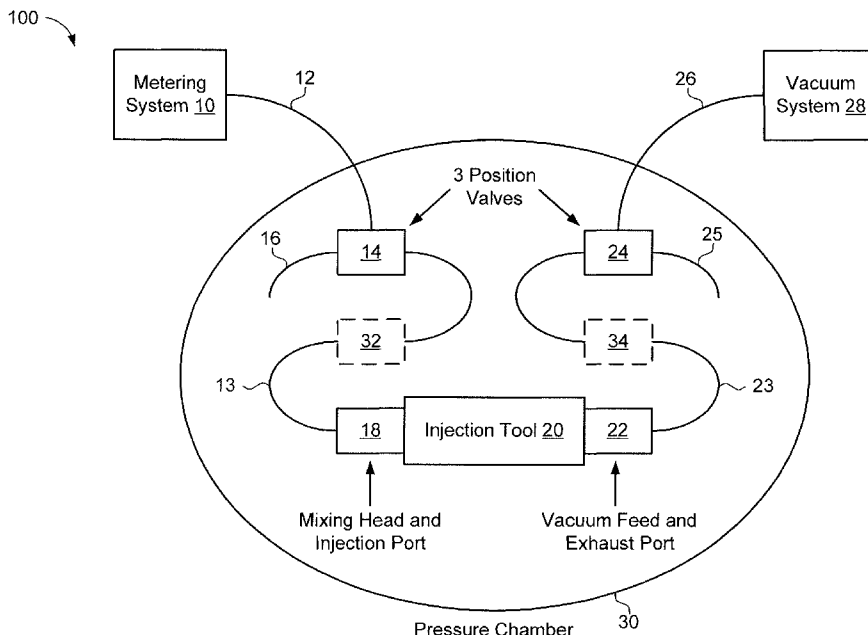 100
Metering
System 10
12
26
Vacuum
System 28
3 Position
Valves
16
14
24
25
32
34
13
23
18
Injection Tool 20
22
Mixing Head and
Injection Port
Vacuum Feed and
Exhaust Port
30
Pressure Chamber